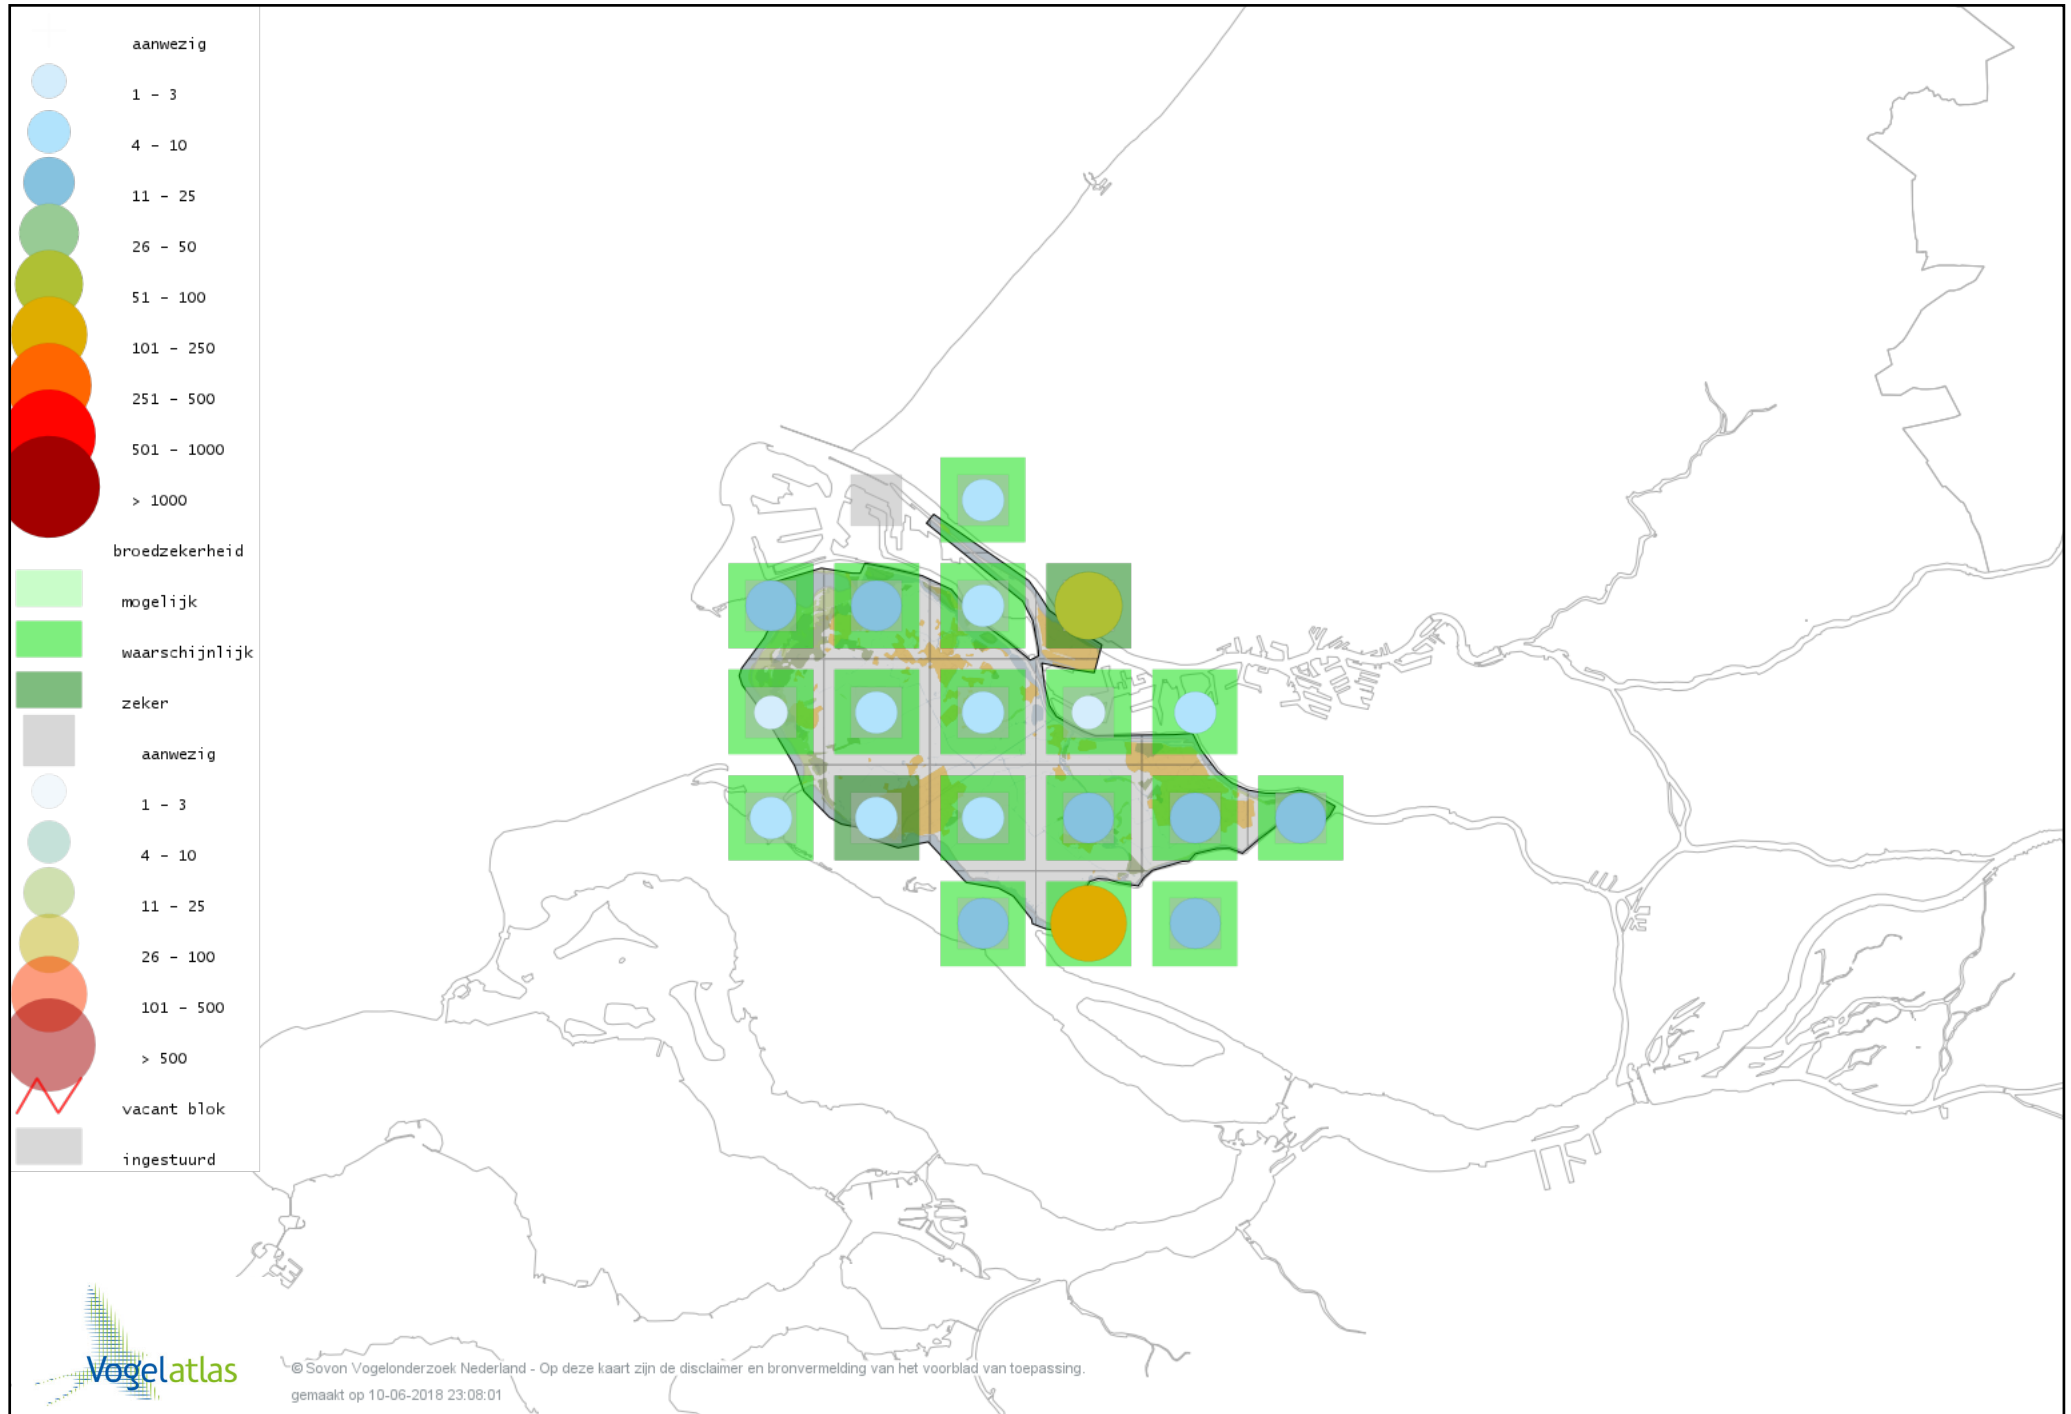 aanwezig
1 - 3
4 - 10
11 - 25
26 - 50
51 - 100
101 - 250
251 - 500
501 - 1000
> 1000
broedzekerheid
mogelijk
waarschijnlijk
zeker
aanwezig
1 - 3
4 - 10
11 - 25
26 - 100
101 - 500
> 500
vacant blok
ingestuurd
Vogelatlas
© Sovon Vogelonderzoek Nederland - Op deze kaart zijn de disclaimer en bronvermelding van het voorblad van toepassing.
gemaakt op 10-06-2018 23:08:01